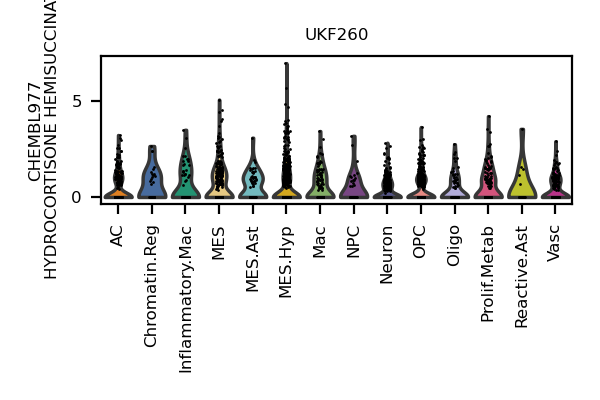 UKF260
CHEMBL977
HYDROCORTISONE HEMISUCCINAT
5
0
AC
Chromatin.Reg
Inflammatory.Mac
MES
MES.Ast
MES.Hyp
Mac
NPC
Neuron
OPC
Oligo
Prolif.Metab
Reactive.Ast
Vasc